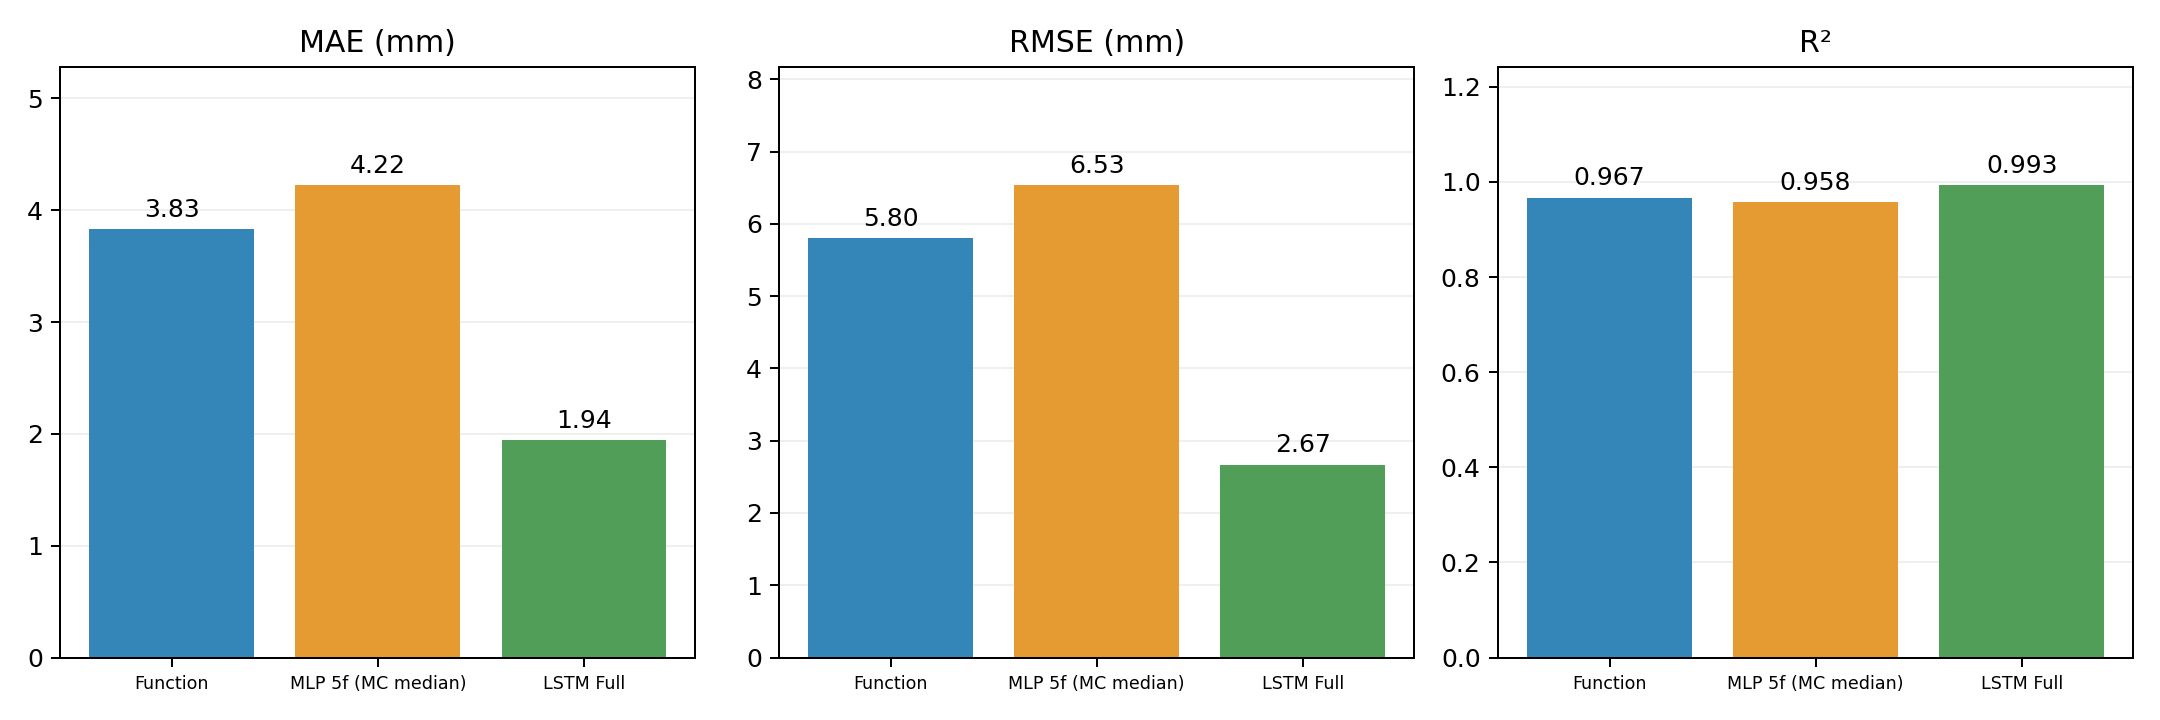 MAE (mm)
5
4
3
2
1
0
3.83
4.22
1.94
Function
MLP 5f (MC median)
LSTM Full
RMSE (mm)
8
7
6
5
4
3
2
1
0
5.80
6.53
2.67
Function
MLP 5f (MC median)
LSTM Full
R²
1.2
1.0
0.8
0.6
0.4
0.2
0.0
0.967
0.958
0.993
Function
MLP 5f (MC median)
LSTM Full